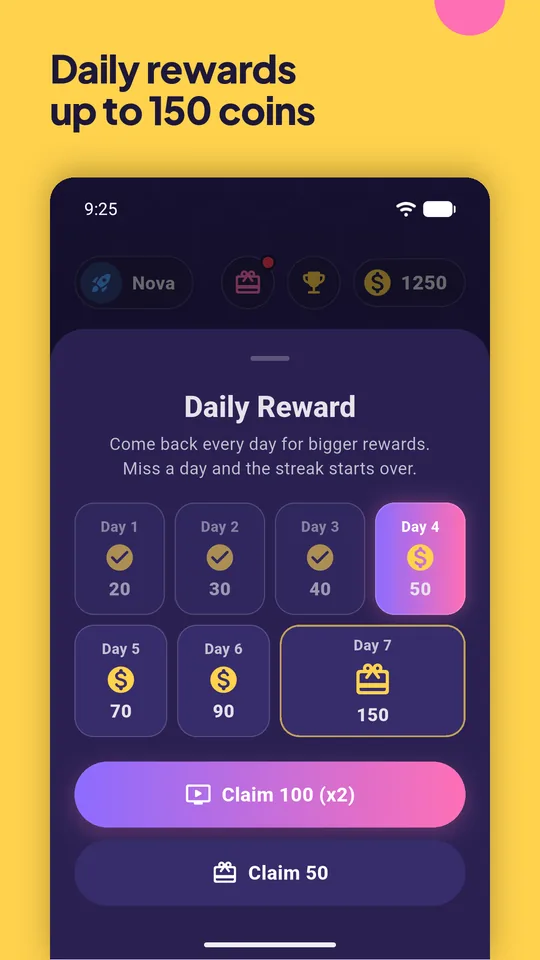 Daily rewards
up to 150 coins
9:25
Nova
1250
Daily Reward
Come back every day for bigger rewards.
Miss a day and the streak starts over.
Day 1
20
Day 2
30
Day 3
40
Day 4
50
Day 5
70
Day 6
90
Day 7
150
Claim 100 (x2)
Claim 50